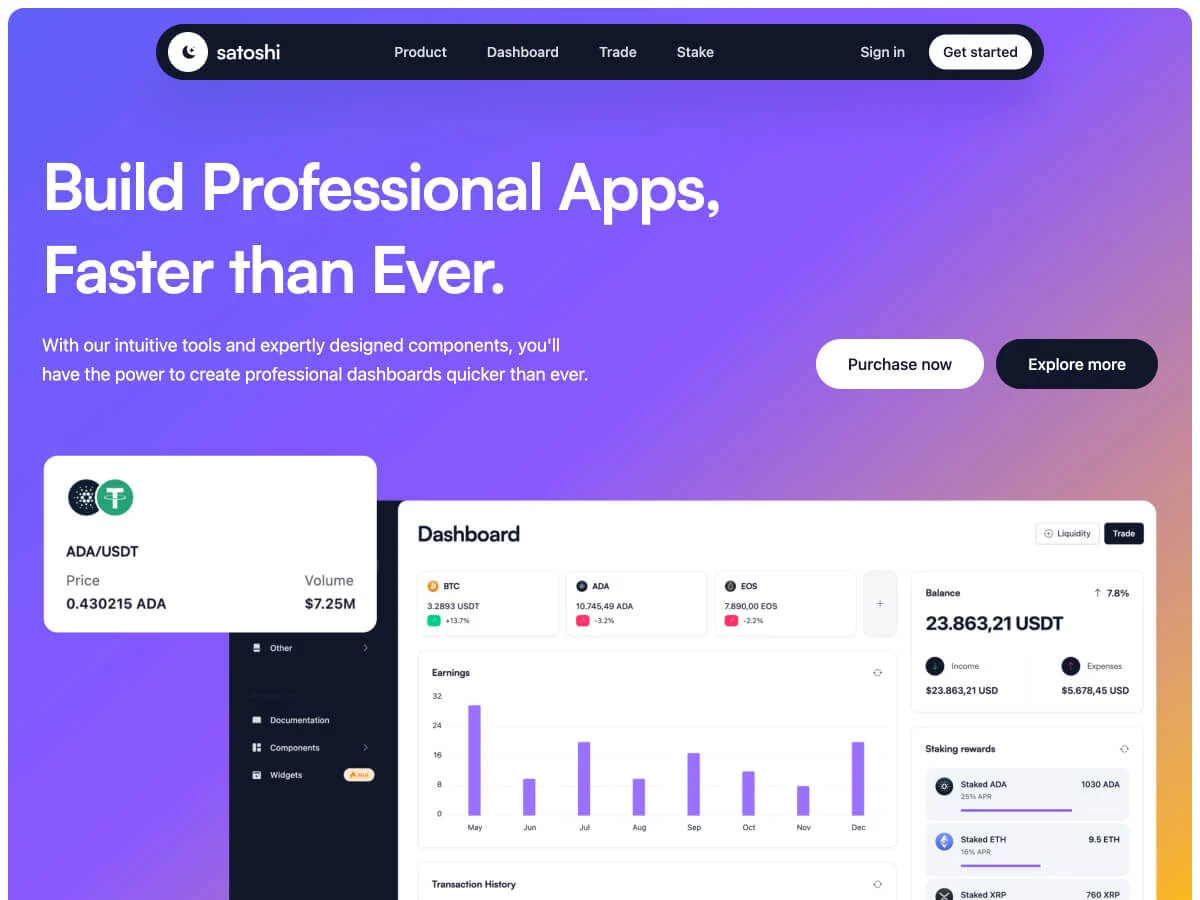 satoshi
Product
Dashboard
Trade
Stake
Sign in
Get started
Build Professional Apps,
Faster than Ever.
With our intuitive tools and expertly designed components, you'll
have the power to create professional dashboards quicker than ever.
Purchase now
Explore more
ADA/USDT
Price
Volume
0.430215 ADA
$7.25M
Other
Documentation
Components
Widgets
Dashboard
Liquidity
Trade
BTC
3.2893 USDT
+13.7%
ADA
10.745,49 ADA
-3.2%
EOS
7.890,00 EOS
-2.2%
+
Earnings
32
24
16
8
0
May
Jun
Jul
Aug
Sep
Oct
Nov
Dec
Transaction History
Balance
↑ 7.8%
23.863,21 USDT
Income
$23.863,21 USD
Expenses
$5.678,45 USD
Staking rewards
Staked ADA
1030 ADA
25% APR
Staked ETH
9.5 ETH
16% APR
Staked XRP
760 XRP